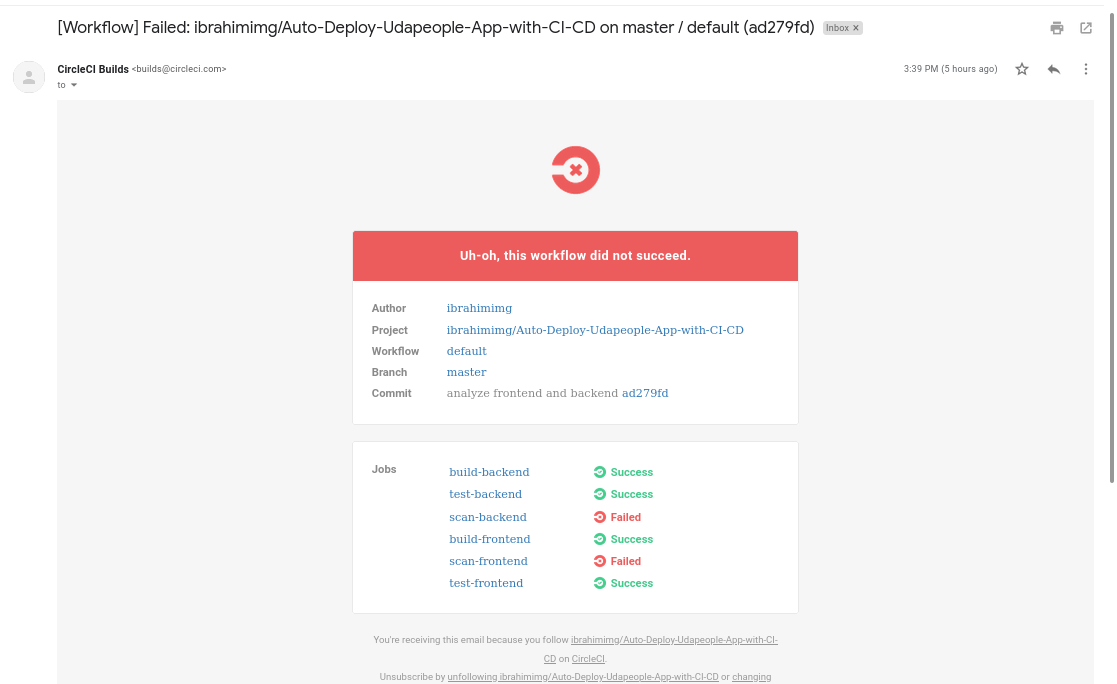 [Workflow] Failed: ibrahimimg/Auto-Deploy-Udapeople-App-with-CI-CD on master / default (ad279fd) Inbox ×
CircleCI Builds <builds@circleci.com> 3:39 PM (5 hours ago)
to
Uh-oh, this workflow did not succeed.
Author ibrahimimg
Project ibrahimimg/Auto-Deploy-Udapeople-App-with-CI-CD
Workflow default
Branch master
Commit analyze frontend and backend ad279fd
Jobs build-backend Success
test-backend Success
scan-backend Failed
build-frontend Success
scan-frontend Failed
test-frontend Success
You're receiving this email because you follow ibrahimimg/Auto-Deploy-Udapeople-App-with-CI-
CD on CircleCI.
Unsubscribe by unfollowing ibrahimimg/Auto-Deploy-Udapeople-App-with-CI-CD or changing